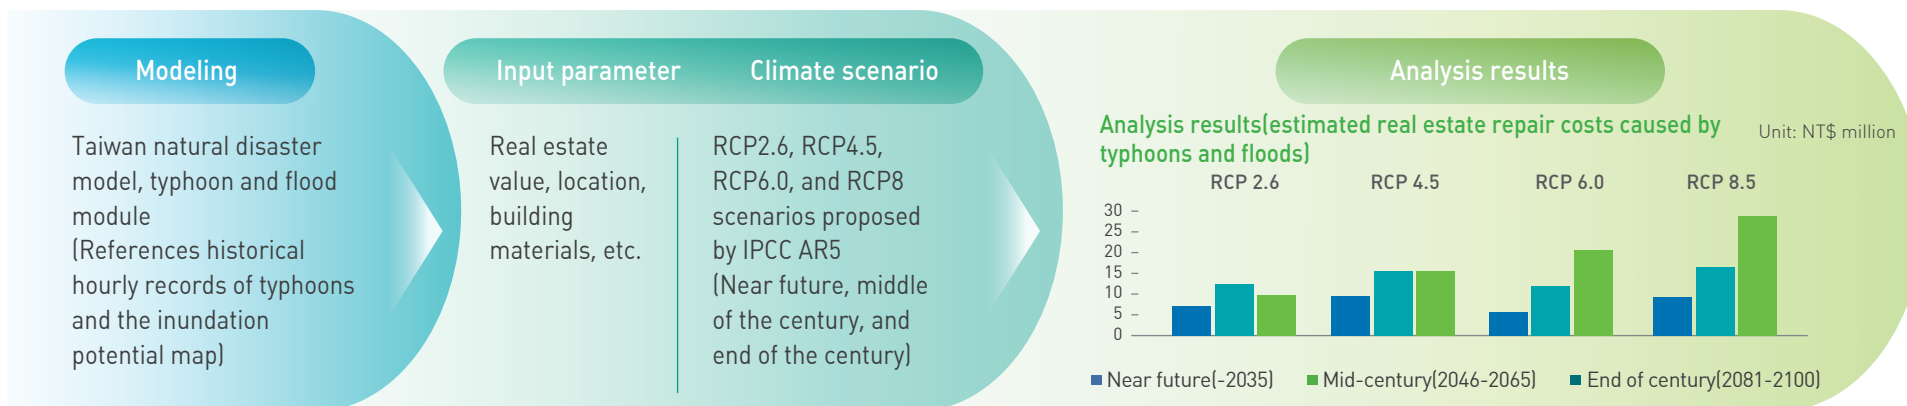 Modeling
Taiwan natural disaster
model, typhoon and flood
module
(References historical
hourly records of typhoons
and the inundation
potential map)
Input parameter
Climate scenario
Real estate
value, location,
building
materials, etc.
RCP2.6, RCP4.5,
RCP6.0, and RCP8
scenarios proposed
by IPCC AR5
(Near future, middle
of the century, and
end of the century)
Analysis results
Analysis results(estimated real estate repair costs caused by
typhoons and floods)
Unit: NT$ million
RCP 2.6 RCP 4.5 RCP 6.0 RCP 8.5
30
25
20
15
10
5
0
Near future(-2035) Mid-century(2046-2065) End of century(2081-2100)